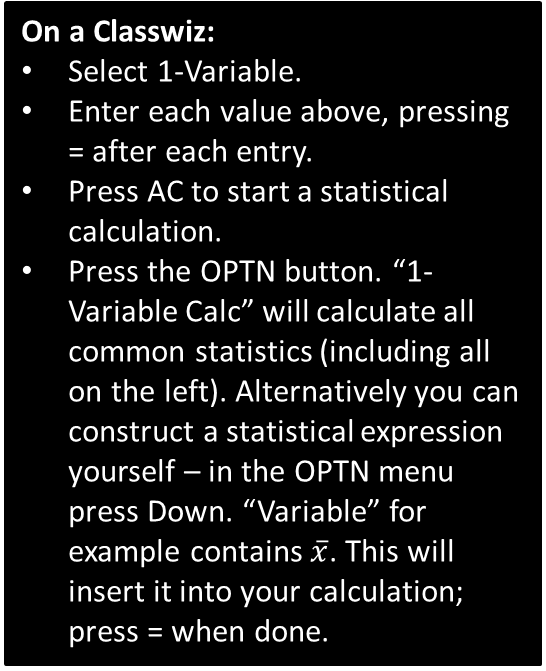 On a Classwiz:
• Select 1-Variable.
• Enter each value above, pressing
= after each entry.
• Press AC to start a statistical
calculation.
• Press the OPTN button. “1-
Variable Calc” will calculate all
common statistics (including all
on the left). Alternatively you can
construct a statistical expression
yourself – in the OPTN menu
press Down. “Variable” for
example contains x̄. This will
insert it into your calculation;
press = when done.